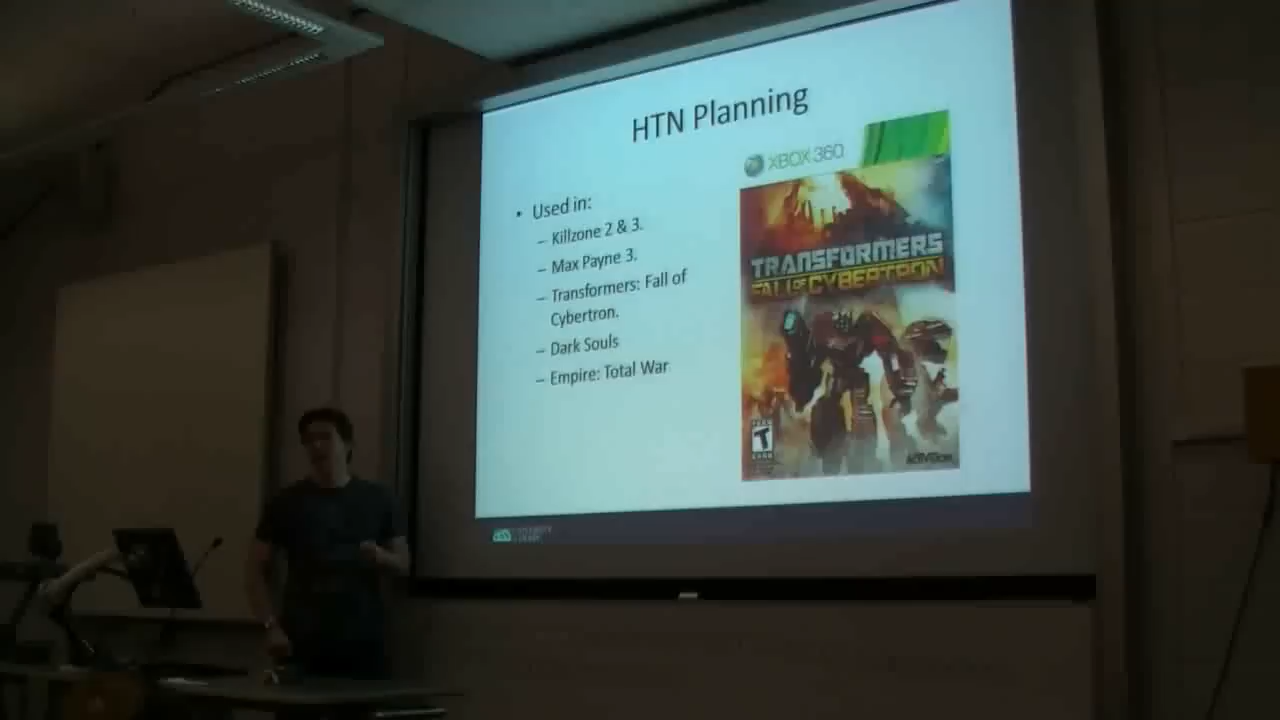 HTN Planning
XBOX 360
• Used in:
– Killzone 2 & 3.
– Max Payne 3.
– Transformers: Fall of
Cybertron.
– Dark Souls
– Empire: Total War
TRANSFORMERS
FALL OF CYBERTRON
T
ACTIVISION